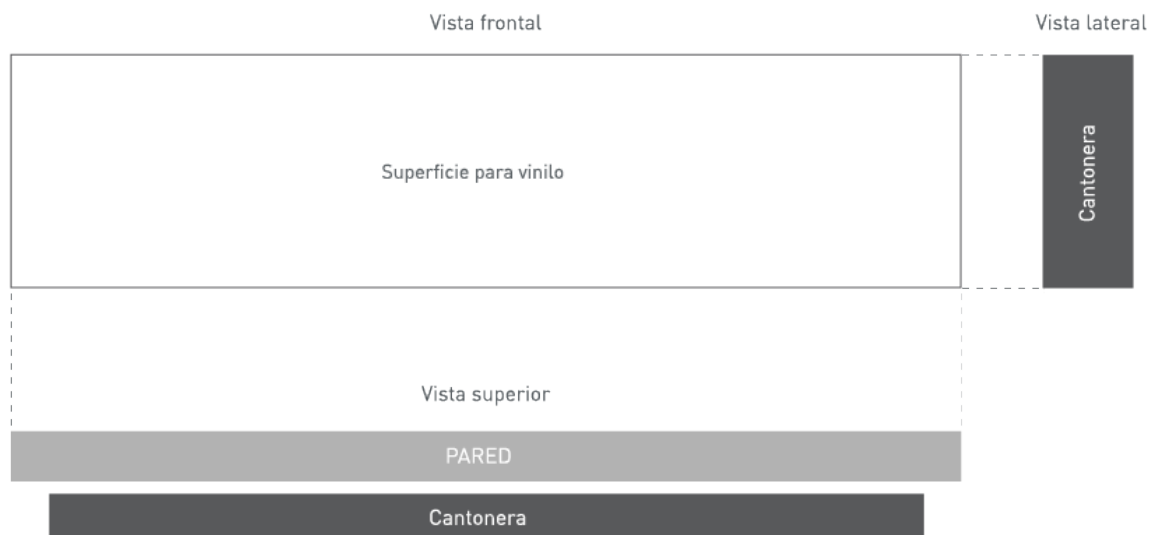 Vista frontal
Vista lateral
Superficie para vinilo
Cantonera
Vista superior
PARED
Cantonera